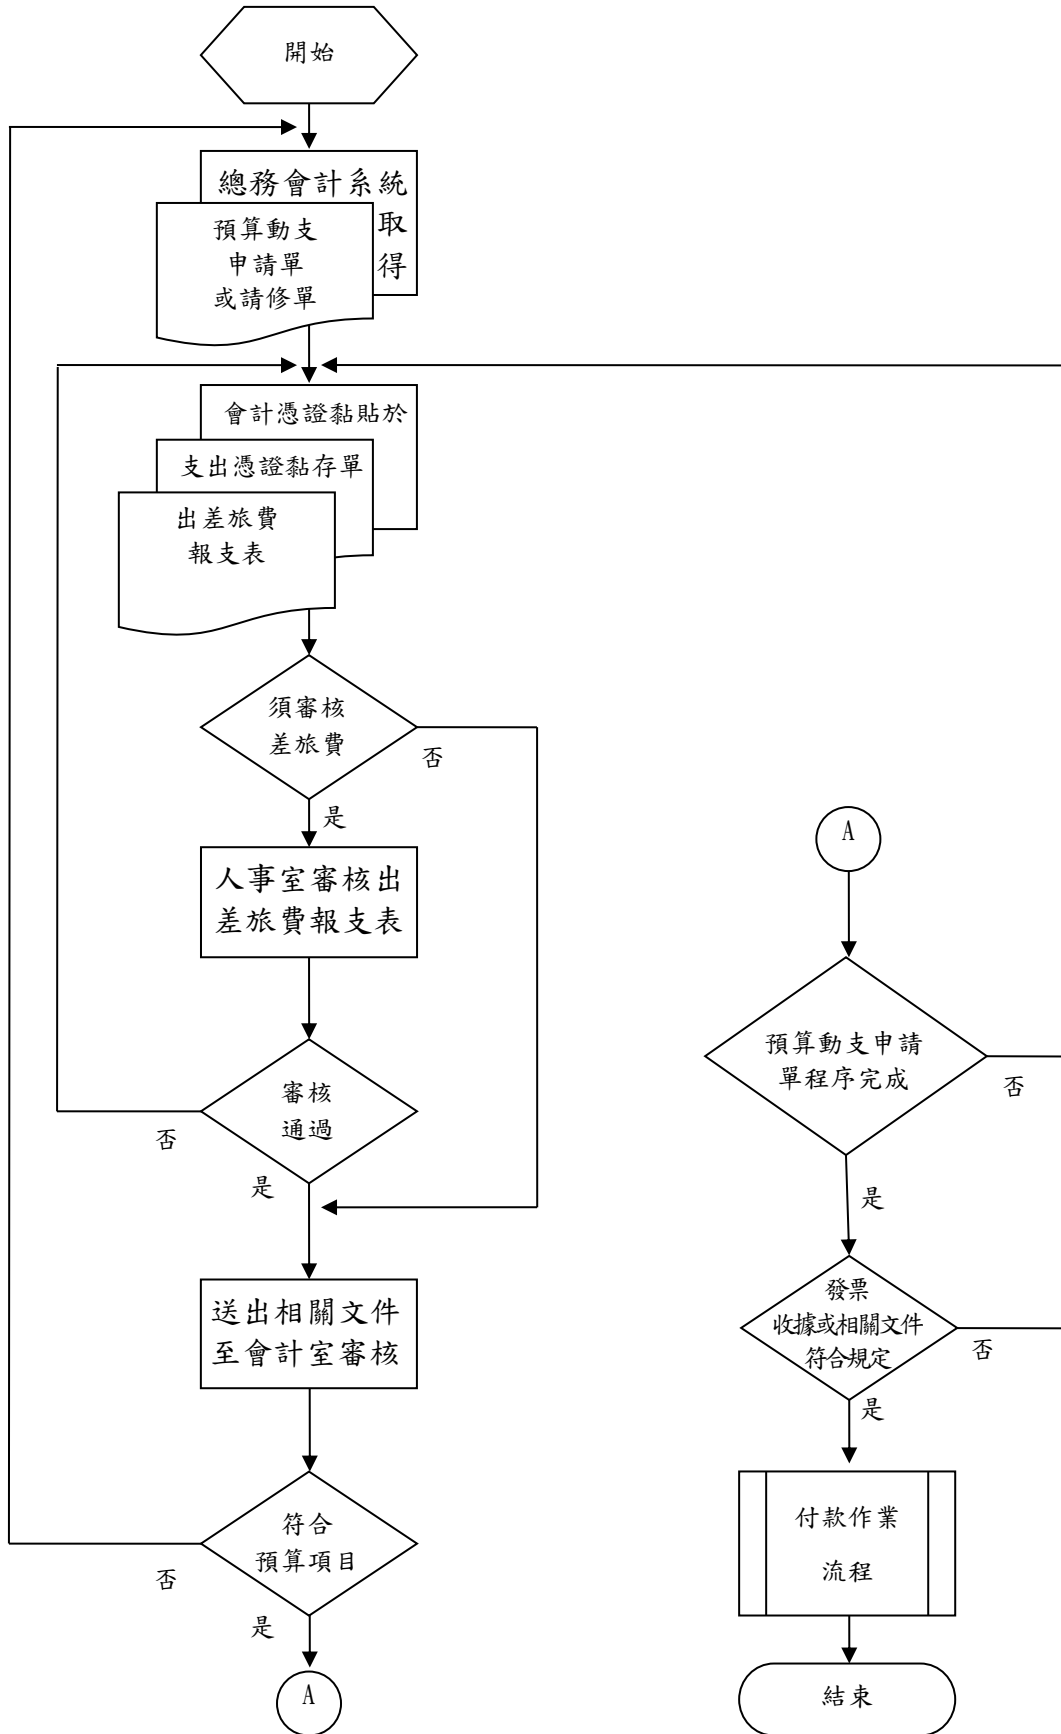 開始
總務會計系統
取
得
預算動支
申請單
或請修單
會計憑證黏貼於
支出憑證黏存單
出差旅費
報支表
須審核
差旅費
否
是
人事室審核出
差旅費報支表
審核
通過
否
是
送出相關文件
至會計室審核
符合
預算項目
否
是
A
A
預算動支申請
單程序完成
否
是
發票
收據或相關文件
符合規定
否
是
付款作業
流程
結束